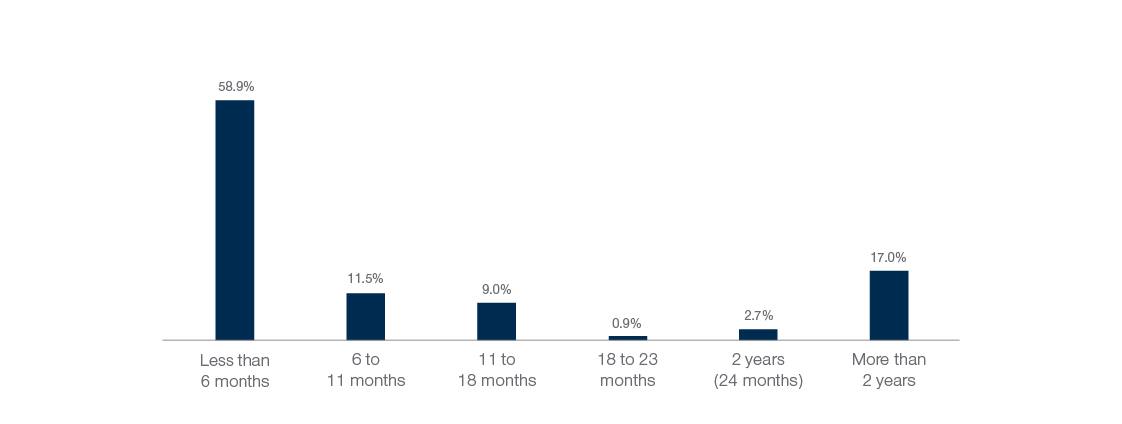 58.9%
11.5%
9.0%
0.9%
2.7%
17.0%
Less than
6 months
6 to
11 months
11 to
18 months
18 to 23
months
2 years
(24 months)
More than
2 years